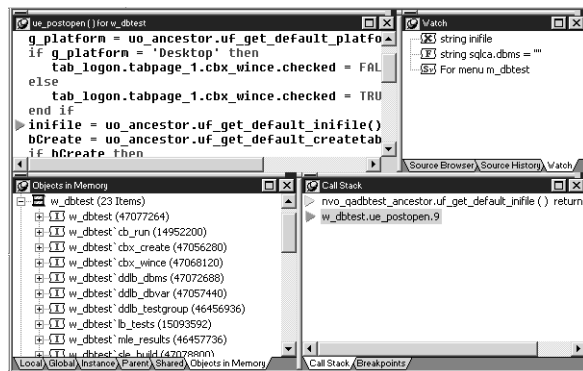 ue_postopen ( ) for w_dbtest
g_platform = uo_ancestor.uf_get_default_platfo
if g_platform = 'Desktop' then
tab_logon.tabpage_1.cbx_wince.checked = FAL
else
tab_logon.tabpage_1.cbx_wince.checked = TRU
end if
inifile = uo_ancestor.uf_get_default_inifile()
bCreate = uo_ancestor.uf_get_default_createtab
if bCreate then
Watch
string inifile
string sqlca.dbms = ""
For menu m_dbtest
Source Browser Source History Watch
Objects in Memory
w_dbtest (23 Items)
w_dbtest (47077264)
w_dbtest`cb_run (14952200)
w_dbtest`cbx_create (47056280)
w_dbtest`cbx_wince (47068120)
w_dbtest`ddlb_dbms (47072688)
w_dbtest`ddlb_dbvar (47057440)
w_dbtest`ddlb_testgroup (46456936)
w_dbtest`lb_tests (15093592)
w_dbtest`mle_results (46457736)
w_dbtest`sle_build (47078800)
Local Global Instance Parent Shared Objects in Memory
Call Stack
nvo_qadbtest_ancestor.uf_get_default_inifile ( ) return
w_dbtest.ue_postopen.9
Call Stack Breakpoints